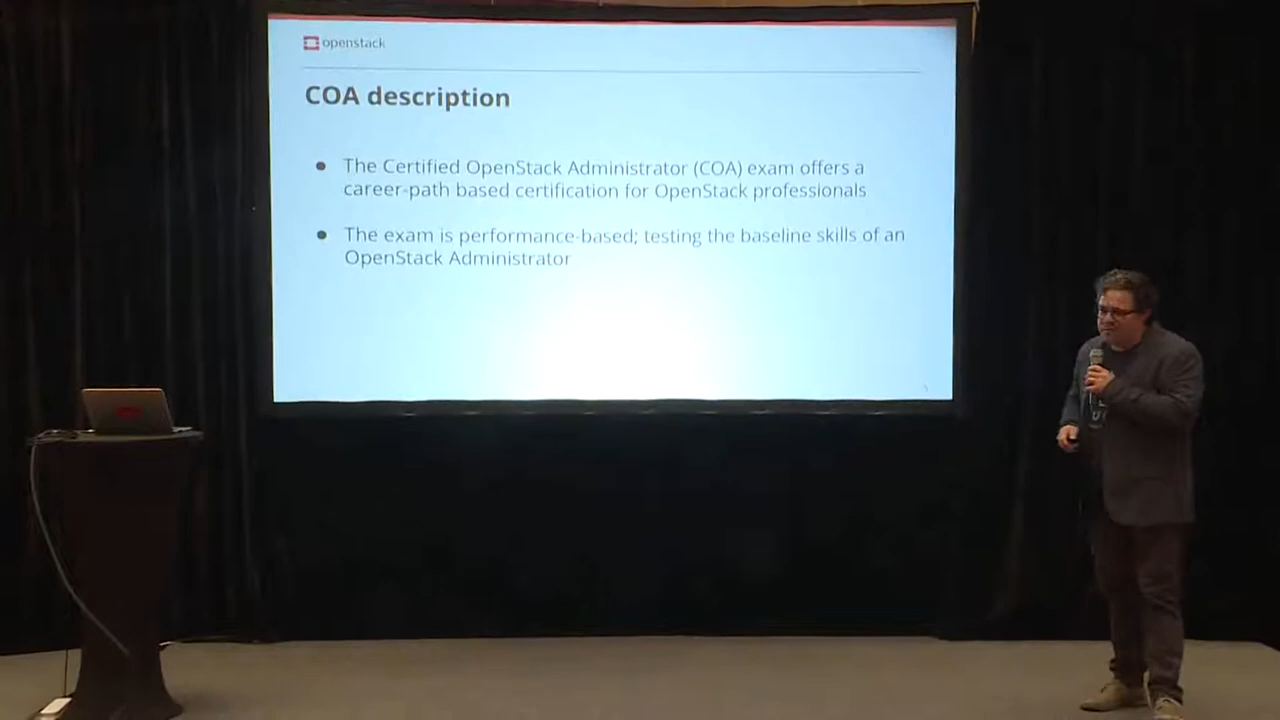 openstack
COA description
The Certified OpenStack Administrator (COA) exam offers a
career-path based certification for OpenStack professionals
The exam is performance-based; testing the baseline skills of an
OpenStack Administrator